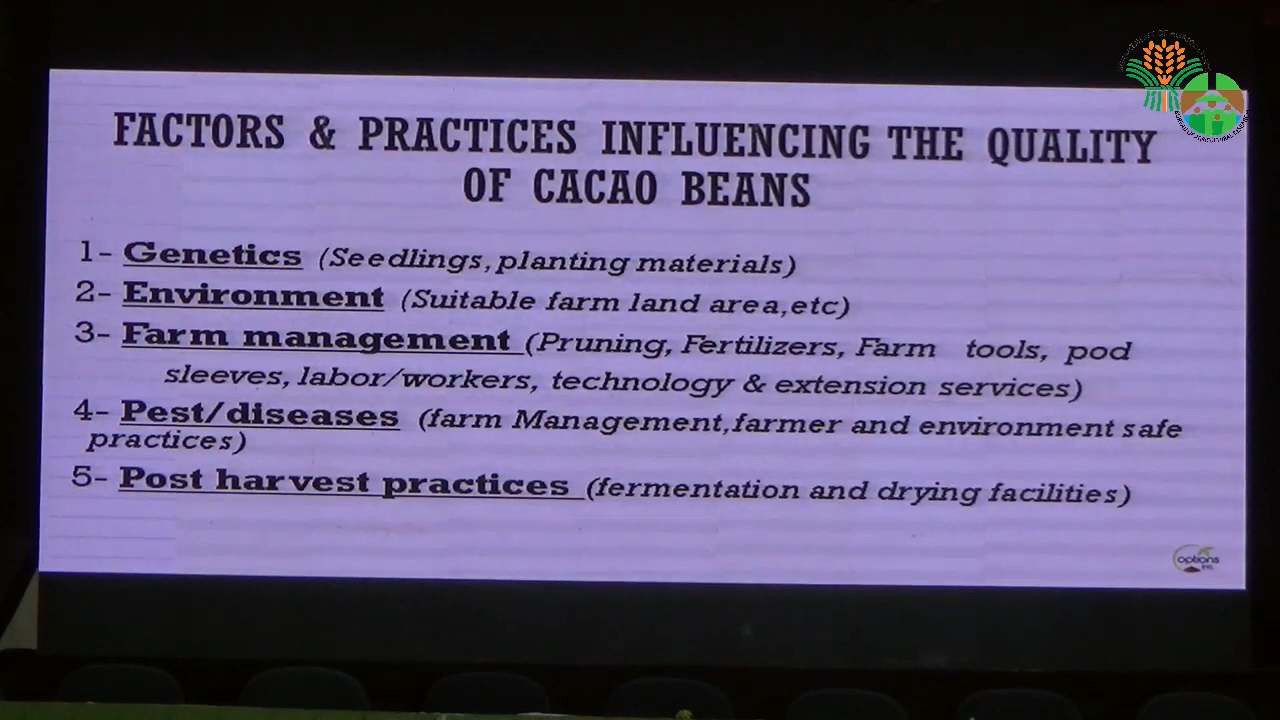 FACTORS & PRACTICES INFLUENCING THE QUALITY
OF CACAO BEANS
1- Genetics (Seedlings,planting materials)
2- Environment (Suitable farm land area,etc)
3- Farm management (Pruning, Fertilizers, Farm tools, pod
sleeves, labor/workers, technology & extension services)
4- Pest/diseases (farm Management,farmer and environment safe
practices)
5- Post harvest practices (fermentation and drying facilities)
options